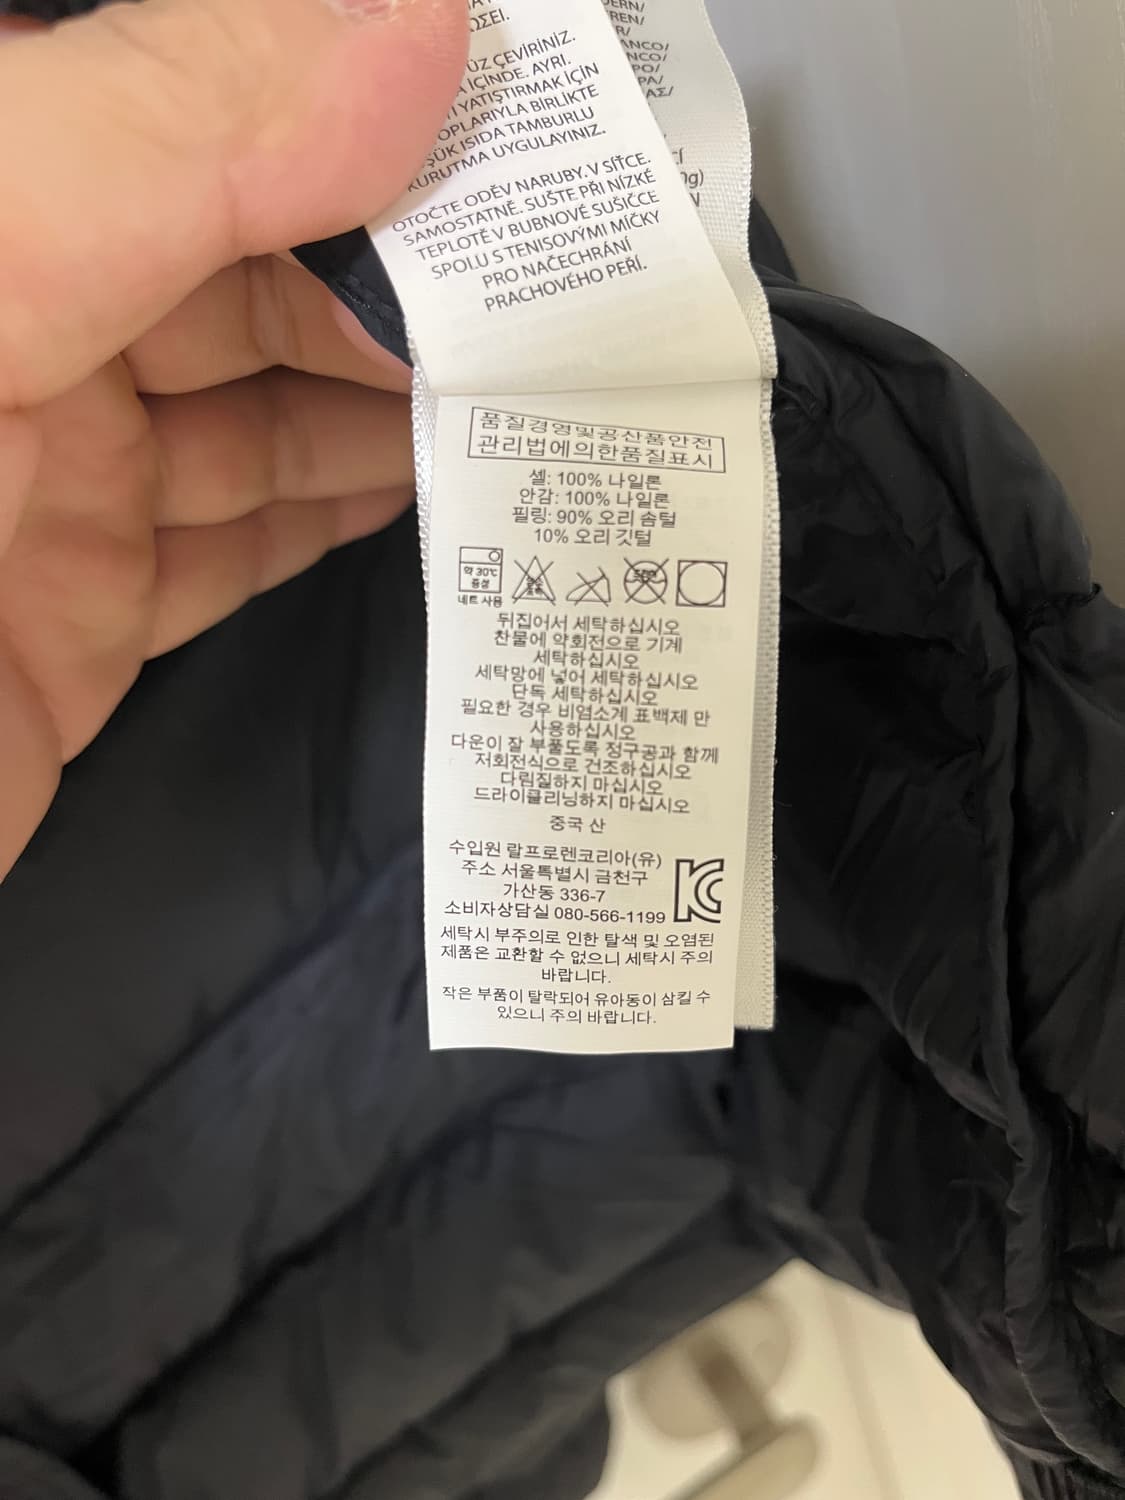 ΩΣΕΙ.
ÜZ ÇEVİRİNİZ.
İÇİNDE. AYRI.
YATIŞTIRMAK İÇİN
OPLARIYLA BİRLİKTE
ŞÜK ISIDA TAMBURLU
KURUTMA UYGULAYINIZ.
OTOČTE ODĚV NARUBY. V SÍŤCE.
SAMOSTATNĚ. SUŠTE PŘI NÍZKÉ
TEPLOTĚ V BUBNOVÉ SUŠIČCE
SPOLU S TENISOVÝMI MÍČKY
PRO NAČECHRÁNÍ
PRACHOVÉHO PEŘÍ.
ERN/
REN/
R/
ANCO/
NCO/
PO/
PA/
ΑΣ/
품질경영및공산품안전
관리법에의한품질표시
셸: 100% 나일론
안감: 100% 나일론
필링: 90% 오리 솜털
10% 오리 깃털
약 30℃
중성
네트 사용
뒤집어서 세탁하십시오
찬물에 약회전으로 기계
세탁하십시오
세탁망에 넣어 세탁하십시오
단독 세탁하십시오
필요한 경우 비염소계 표백제 만
사용하십시오
다운이 잘 부풀도록 정구공과 함께
저회전식으로 건조하십시오
다림질하지 마십시오
드라이클리닝하지 마십시오
중국 산
수입원 랄프로렌코리아(유)
주소 서울특별시 금천구
가산동 336-7
소비자상담실 080-566-1199
세탁시 부주의로 인한 탈색 및 오염된
제품은 교환할 수 없으니 세탁시 주의
바랍니다.
작은 부품이 탈락되어 유아동이 삼킬 수
있으니 주의 바랍니다.